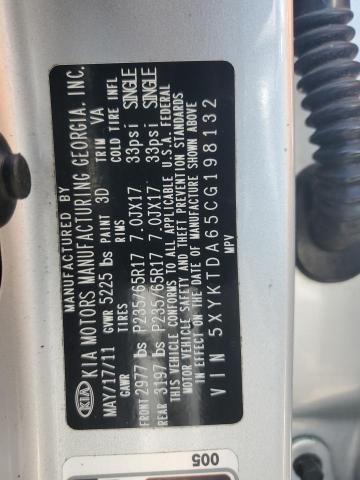 MANUFACTURED BY
KIA KIA MOTORS MANUFACTURING GEORGIA, INC.
MAY/17/11 GVWR 5225 lbs PAINT 3D TRIM VA
GAWR TIRES RIMS COLD TIRE INFL
FRONT 2977 lbs P235/65R17 7.0JX17 33psi SINGLE
REAR 3197 lbs P235/65R17 7.0JX17 33psi SINGLE
THIS VEHICLE CONFORMS TO ALL APPLICABLE U.S.A. FEDERAL
MOTOR VEHICLE SAFETY AND THEFT PREVENTION STANDARDS
IN EFFECT ON THE DATE OF MANUFACTURE SHOWN ABOVE
VIN 5XYKTDA65CG198132
MPV
005